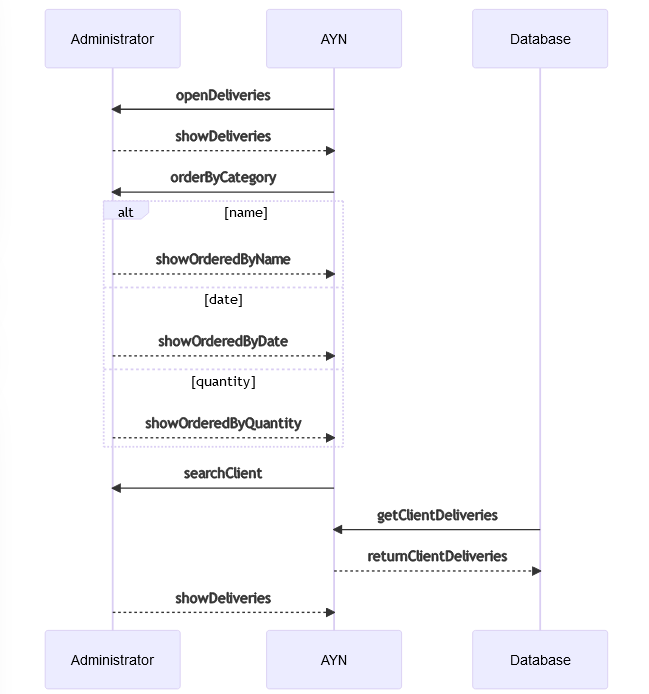 Administrator
AYN
Database
openDeliveries
showDeliveries
orderByCategory
alt
[name]
showOrderedByName
[date]
showOrderedByDate
[quantity]
showOrderedByQuantity
searchClient
getClientDeliveries
returnClientDeliveries
showDeliveries
Administrator
AYN
Database